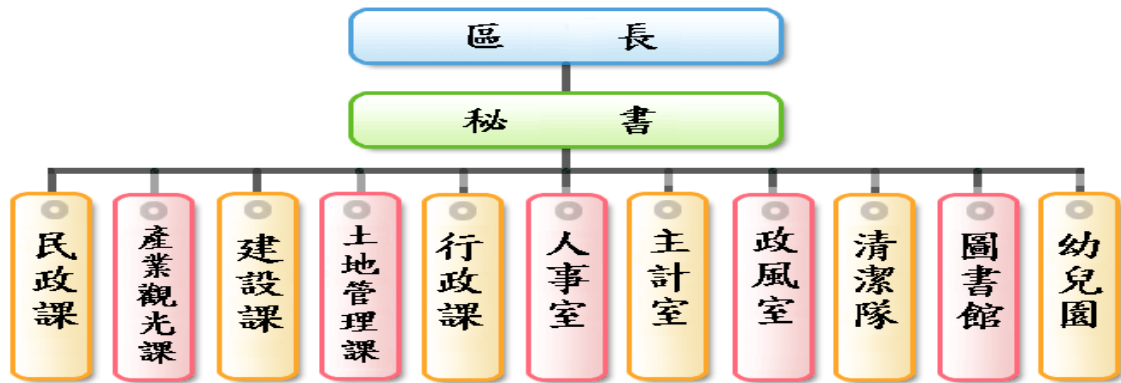 區長
秘書
民政課
產業觀光課
建設課
土地管理課
行政課
人事室
主計室
政風室
清潔隊
圖書館
幼兒園